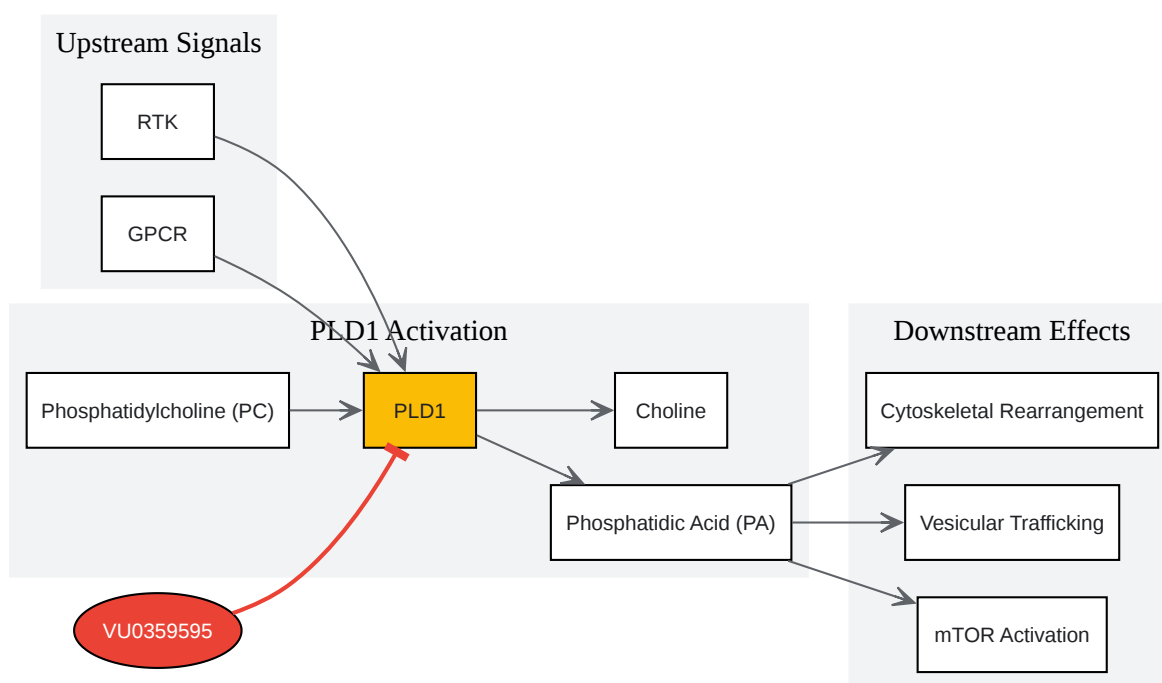 Upstream Signals
RTK
GPCR
PLD1 Activation
Phosphatidylcholine (PC)
PLD1
Choline
Phosphatidic Acid (PA)
VU0359595
Downstream Effects
Cytoskeletal Rearrangement
Vesicular Trafficking
mTOR Activation